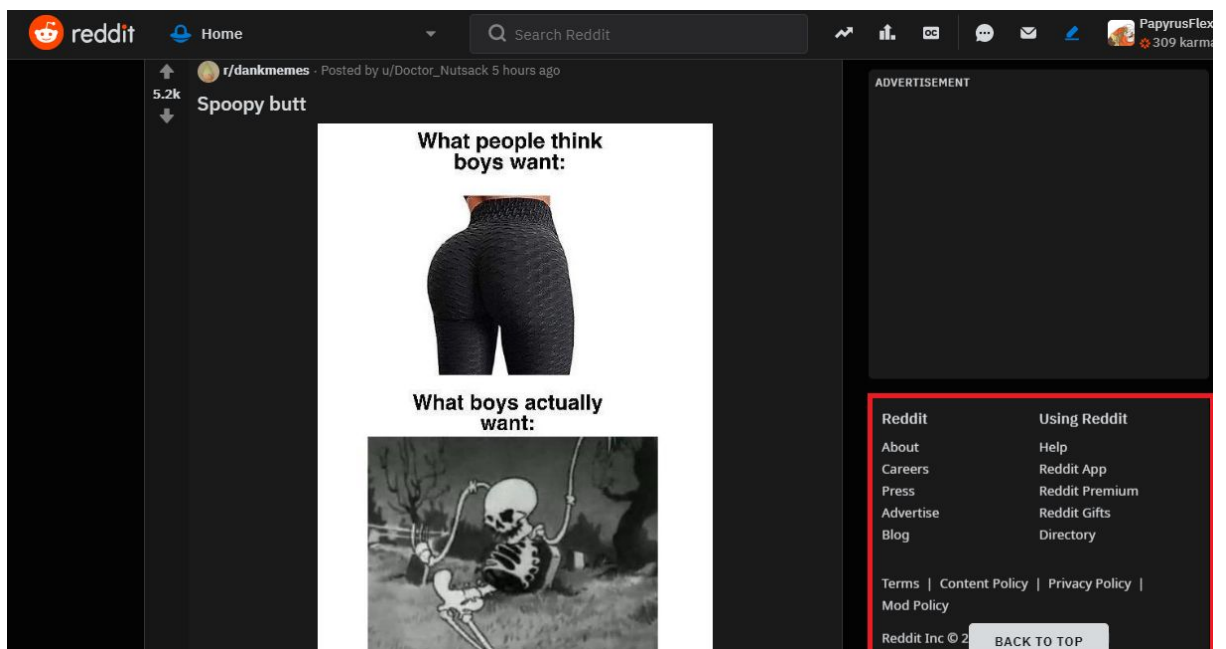 reddit
Home
Search Reddit
OC
PapyrusFlex
309 karma
r/dankmemes · Posted by u/Doctor_Nutsack 5 hours ago
5.2k
Spoopy butt
What people think
boys want:
What boys actually
want:
ADVERTISEMENT
Reddit
About
Careers
Press
Advertise
Blog
Using Reddit
Help
Reddit App
Reddit Premium
Reddit Gifts
Directory
Terms | Content Policy | Privacy Policy |
Mod Policy
Reddit Inc © 2
BACK TO TOP